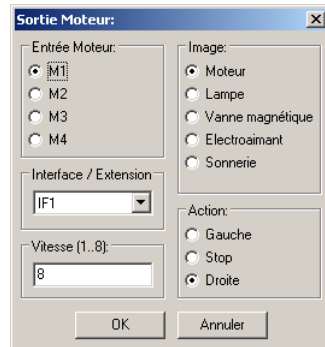 Sortie Moteur:
Entrée Moteur:
M1
M2
M3
M4
Interface / Extension
IF1
Vitesse (1..8):
8
Image:
Moteur
Lampe
Vanne magnétique
Electroaimant
Sonnerie
Action:
Gauche
Stop
Droite
OK
Annuler